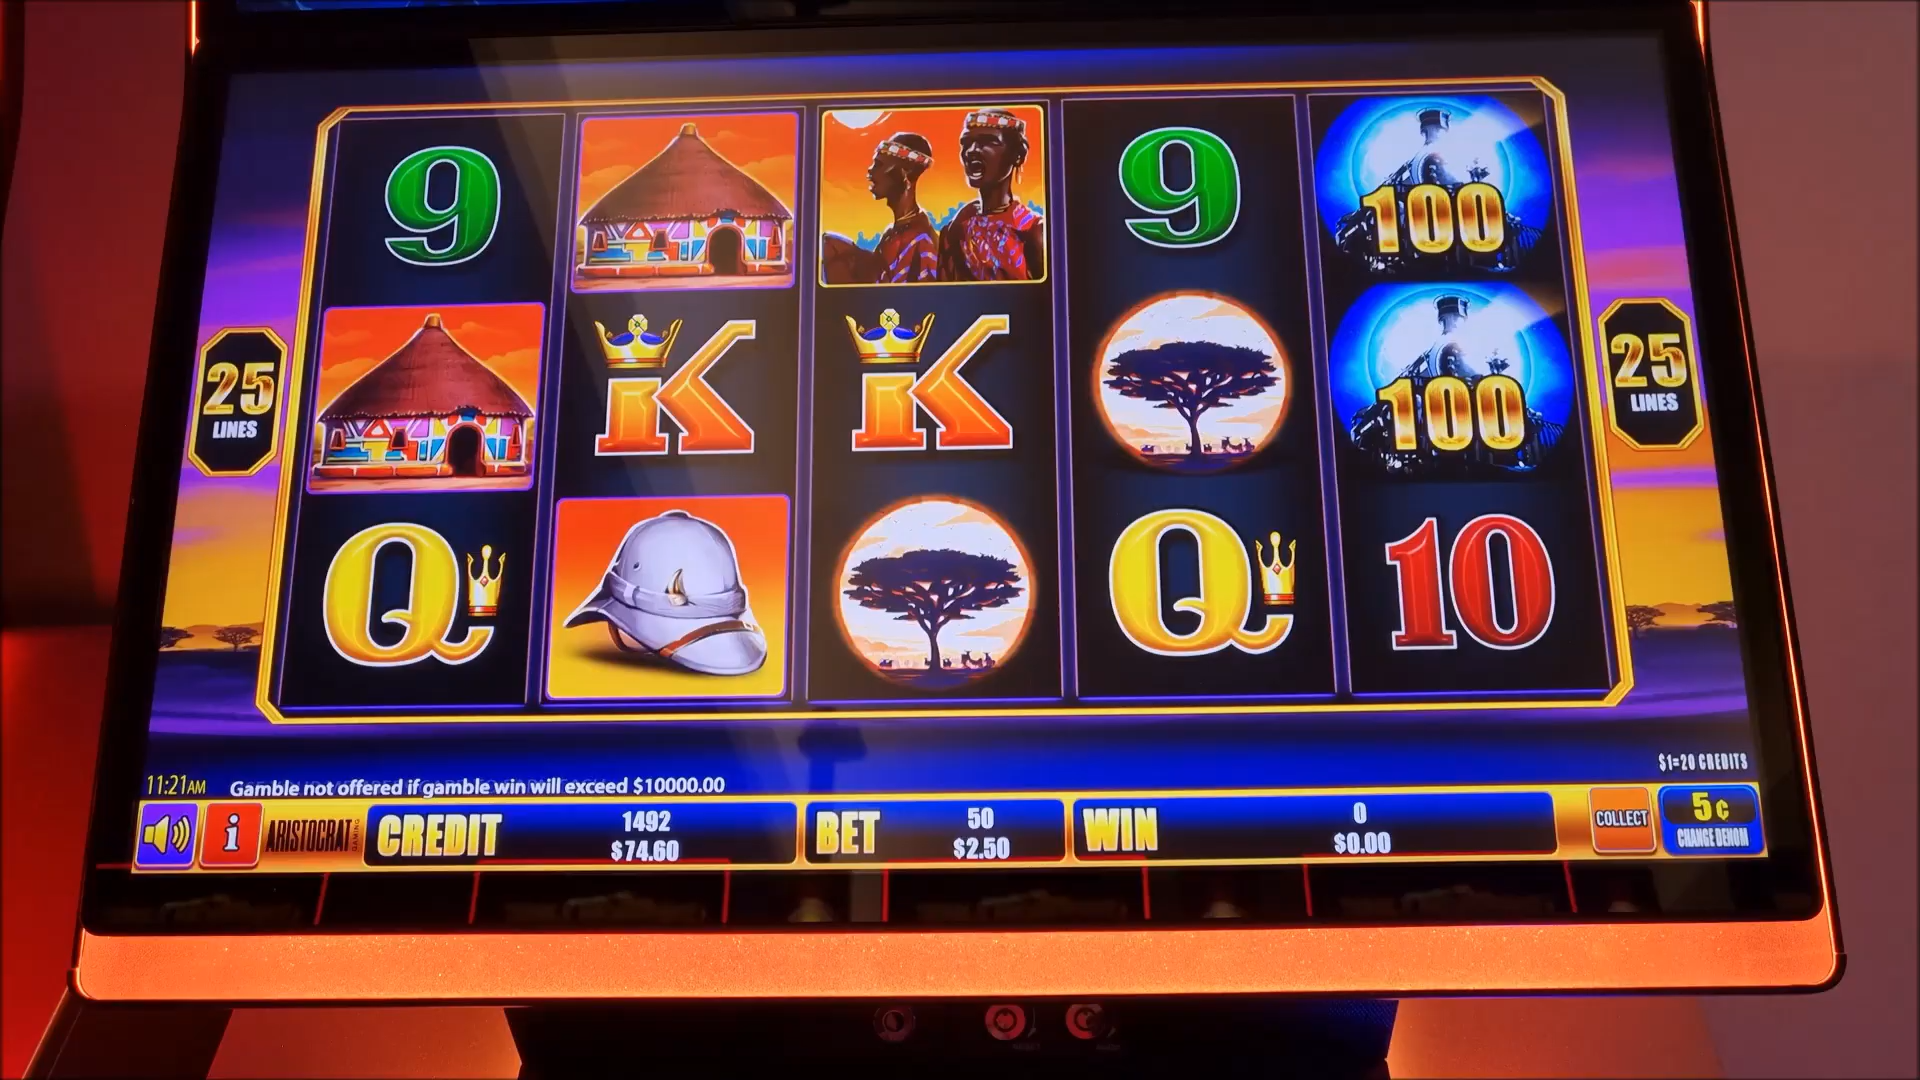 9
9
100
25
LINES
K
K
100
25
LINES
Q
Q
10
$1=20 CREDITS
11:21AM
Gamble not offered if gamble win will exceed $10000.00
i
ARISTOCRAT
GAMING
CREDIT
1492
$74.60
BET
50
$2.50
WIN
0
$0.00
COLLECT
5¢
CHANGE DENOM